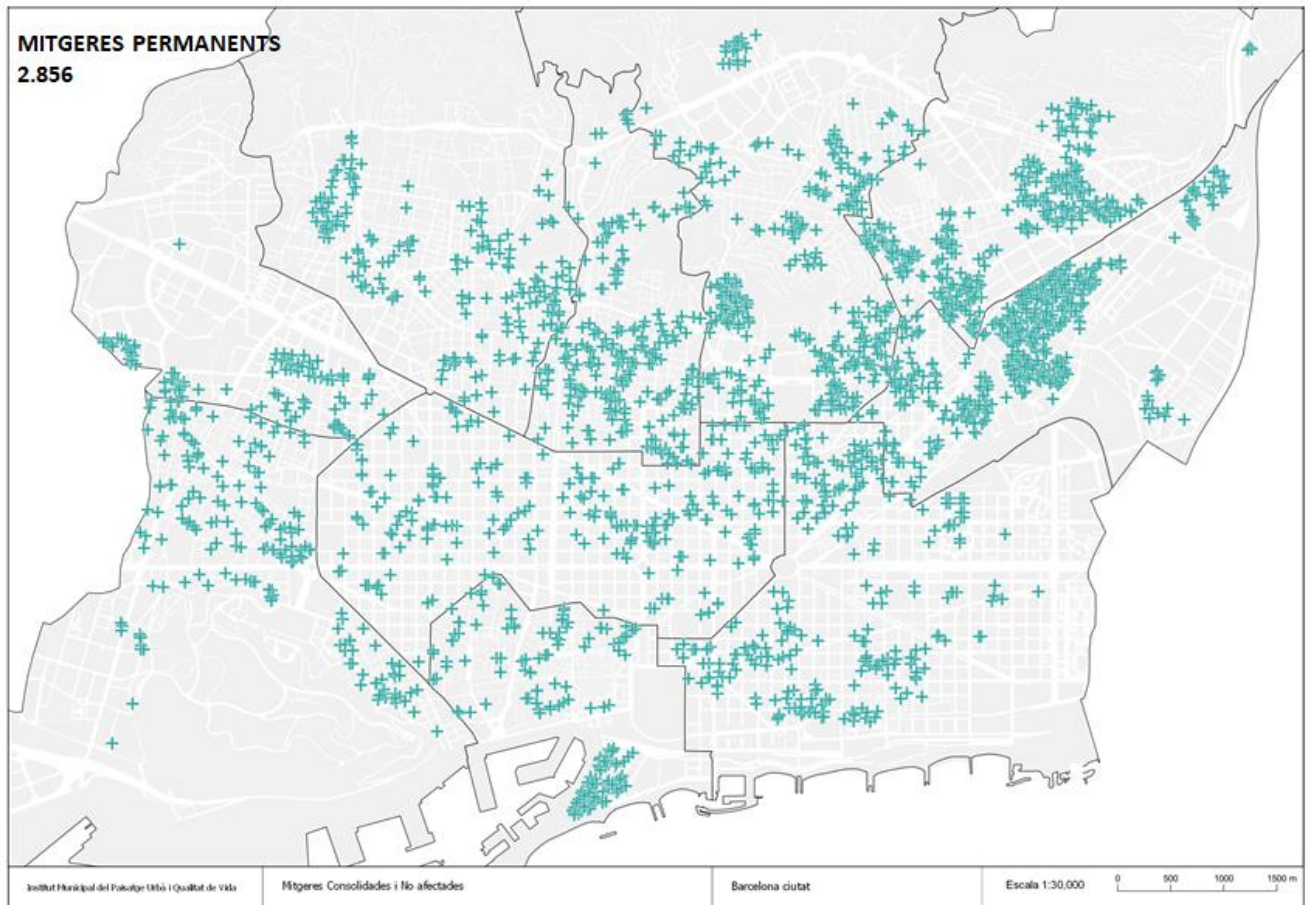 MITGERES PERMANENTS
2.856
Institut Municipal del Paisatge Urbà i Qualitat de Vida
Mitgeres Consolidades i No afectades
Barcelona ciutat
Escala 1:30,000
0 500 1000 1500 m